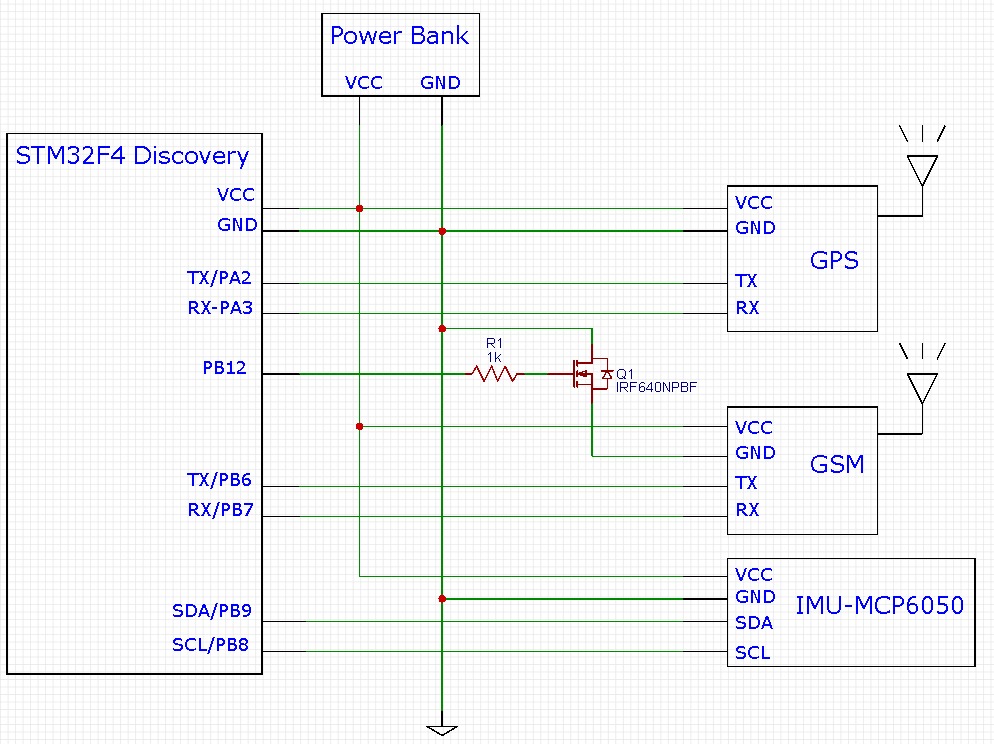 Power Bank
VCC GND
STM32F4 Discovery
VCC
GND
TX/PA2
RX-PA3
PB12
TX/PB6
RX/PB7
SDA/PB9
SCL/PB8
R1
1k
Q1
IRF640NPBF
VCC
GND
GPS
TX
RX
VCC
GND
GSM
TX
RX
VCC
GND
IMU-MCP6050
SDA
SCL